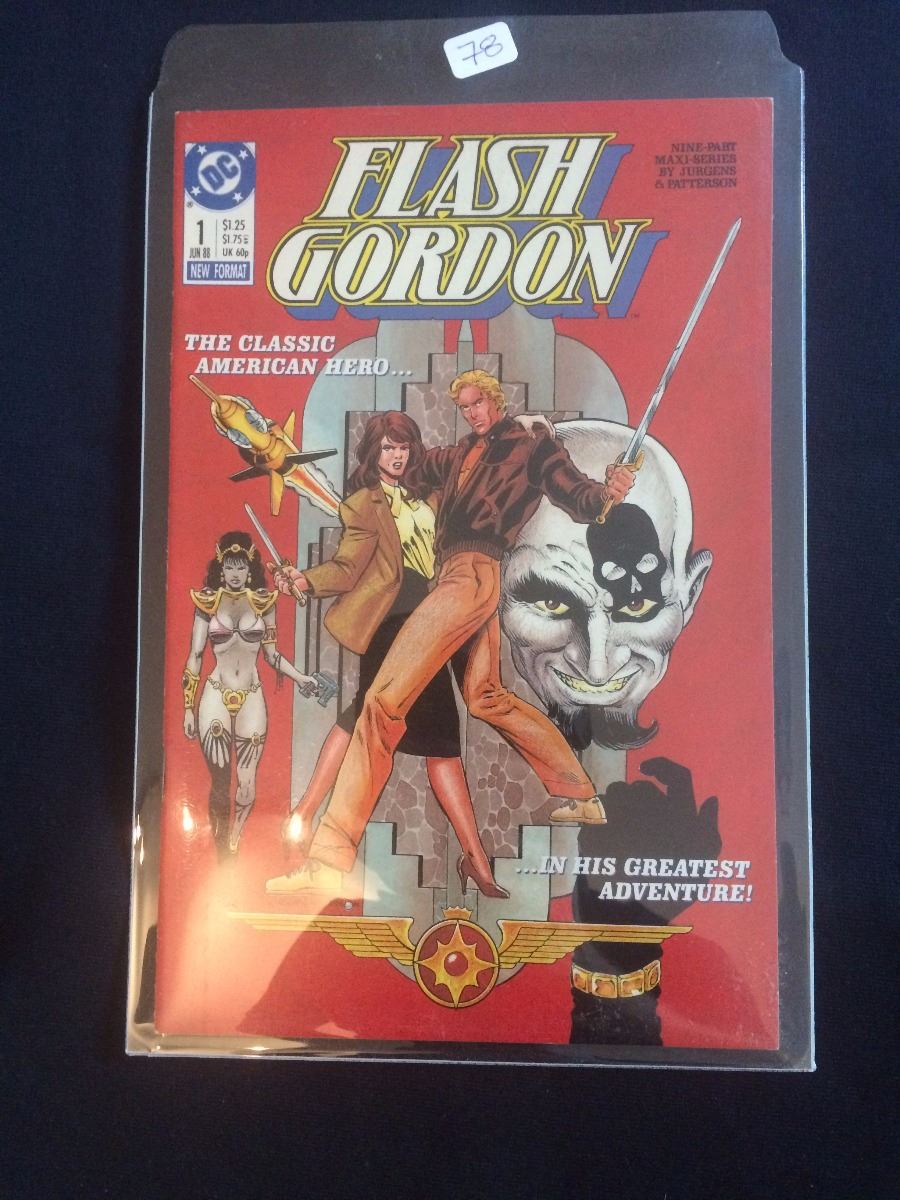 78
DC
®
1
JUN 88
$1.25
$1.75
UK 60p
NEW FORMAT
FLASH
GORDON
NINE-PART
MAXI-SERIES
BY JURGENS
& PATTERSON
THE CLASSIC
AMERICAN HERO...
...IN HIS GREATEST
ADVENTURE!